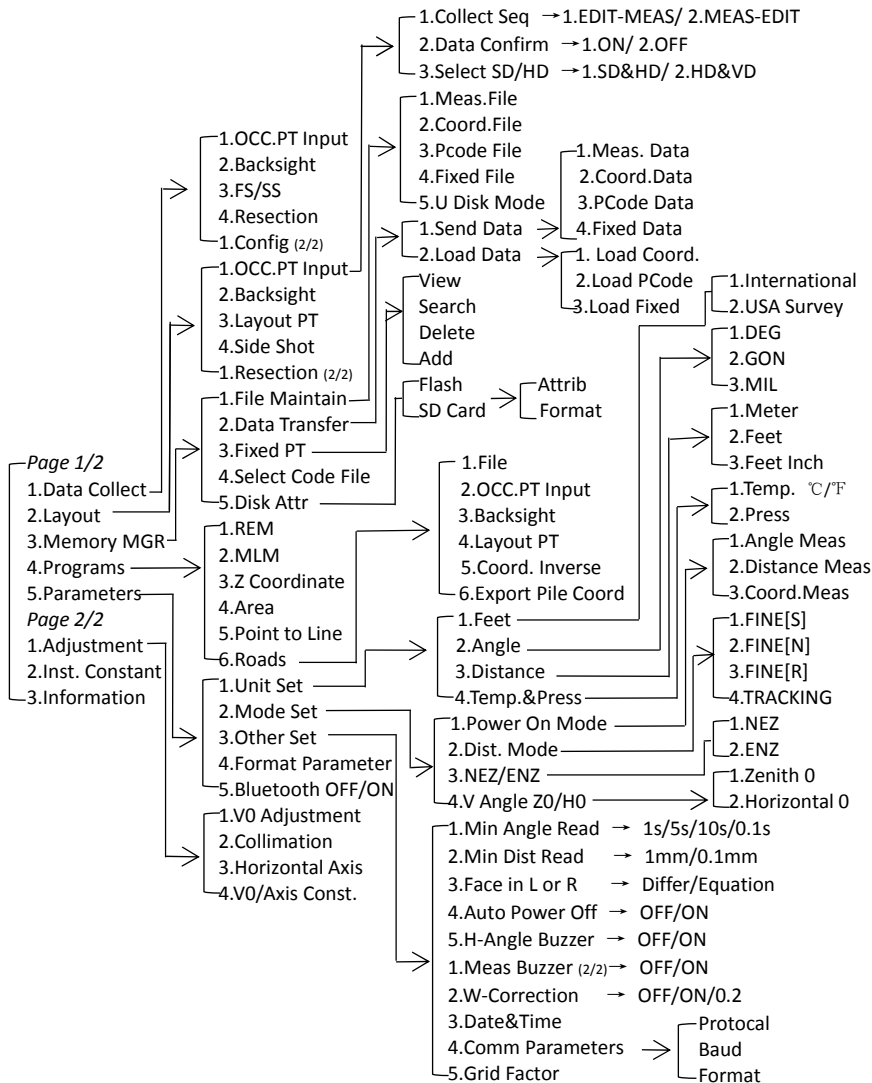 1.Collect Seq →1.EDIT-MEAS/ 2.MEAS-EDIT
2.Data Confirm →1.ON/ 2.OFF
3.Select SD/HD →1.SD&HD/ 2.HD&VD
1.Meas.File
2.Coord.File
3.Pcode File
4.Fixed File
5.U Disk Mode
1.OCC.PT Input
2.Backsight
3.FS/SS
4.Resection
1.Config (2/2)
1.Meas. Data
2.Coord.Data
3.PCode Data
4.Fixed Data
1.Send Data
2.Load Data
1. Load Coord.
2.Load PCode
3.Load Fixed
1.OCC.PT Input
2.Backsight
3.Layout PT
4.Side Shot
1.Resection (2/2)
View
Search
Delete
Add
1.International
2.USA Survey
1.DEG
2.GON
3.MIL
1.File Maintain
2.Data Transfer
3.Fixed PT
4.Select Code File
5.Disk Attr
Flash
SD Card
Attrib
Format
1.Meter
2.Feet
3.Feet Inch
Page 1/2
1.Data Collect
2.Layout
3.Memory MGR
4.Programs
5.Parameters
Page 2/2
1.Adjustment
2.Inst. Constant
3.Information
1.REM
2.MLM
3.Z Coordinate
4.Area
5.Point to Line
6.Roads
1.File
2.OCC.PT Input
3.Backsight
4.Layout PT
5.Coord. Inverse
6.Export Pile Coord
1.Temp. ℃/℉
2.Press
1.Angle Meas
2.Distance Meas
3.Coord.Meas
1.Unit Set
2.Mode Set
3.Other Set
4.Format Parameter
5.Bluetooth OFF/ON
1.Feet
2.Angle
3.Distance
4.Temp.&Press
1.FINE[S]
2.FINE[N]
3.FINE[R]
4.TRACKING
1.Power On Mode
2.Dist. Mode
3.NEZ/ENZ
4.V Angle Z0/H0
1.NEZ
2.ENZ
1.Zenith 0
2.Horizontal 0
1.V0 Adjustment
2.Collimation
3.Horizontal Axis
4.V0/Axis Const.
1.Min Angle Read → 1s/5s/10s/0.1s
2.Min Dist Read → 1mm/0.1mm
3.Face in L or R → Differ/Equation
4.Auto Power Off → OFF/ON
5.H-Angle Buzzer → OFF/ON
1.Meas Buzzer (2/2)→ OFF/ON
2.W-Correction → OFF/ON/0.2
3.Date&Time
4.Comm Parameters
5.Grid Factor
Protocal
Baud
Format